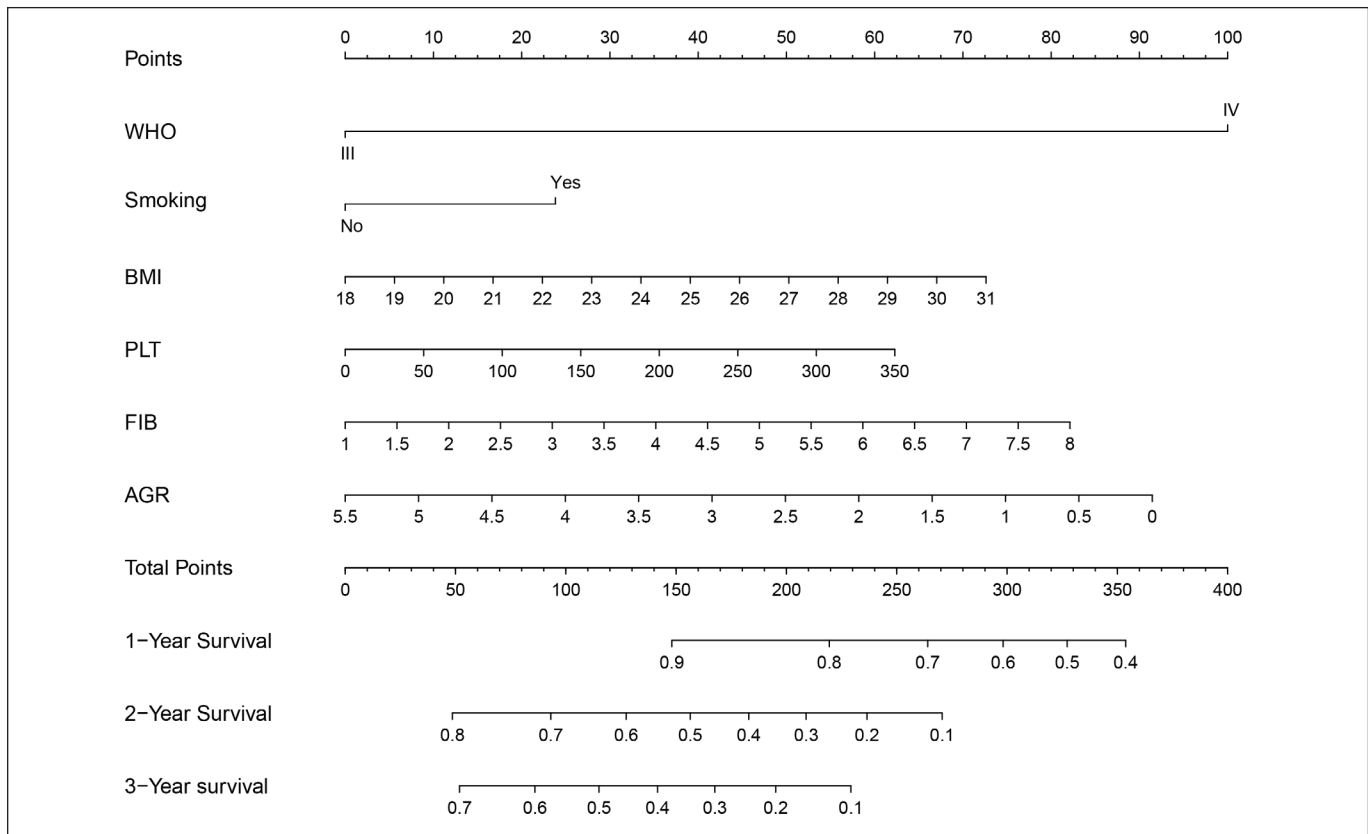 0 10 20 30 40 50 60 70 80 90 100
Points
IV
WHO
III
Yes
Smoking
No
BMI
18 19 20 21 22 23 24 25 26 27 28 29 30 31
PLT
0 50 100 150 200 250 300 350
FIB
1 1.5 2 2.5 3 3.5 4 4.5 5 5.5 6 6.5 7 7.5 8
AGR
5.5 5 4.5 4 3.5 3 2.5 2 1.5 1 0.5 0
Total Points
0 50 100 150 200 250 300 350 400
1−Year Survival
0.9 0.8 0.7 0.6 0.5 0.4
2−Year Survival
0.8 0.7 0.6 0.5 0.4 0.3 0.2 0.1
3−Year survival
0.7 0.6 0.5 0.4 0.3 0.2 0.1